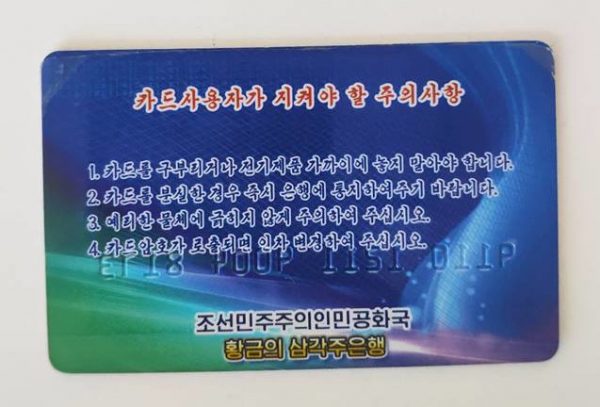 카드사용자가 지켜야 할 주의사항
1. 카드를 구부리거나 전기제품 가까이에 놓지 말아야 합니다.
2. 카드를 분실한 경우 즉시 은행에 통지하여주기 바랍니다.
3. 예리한 물체에 긁히지 않게 주의하여 주십시오.
4. 카드암호가 로출되면 인차 변경하여 주십시오.
조선민주주의인민공화국
황금의 삼각주은행